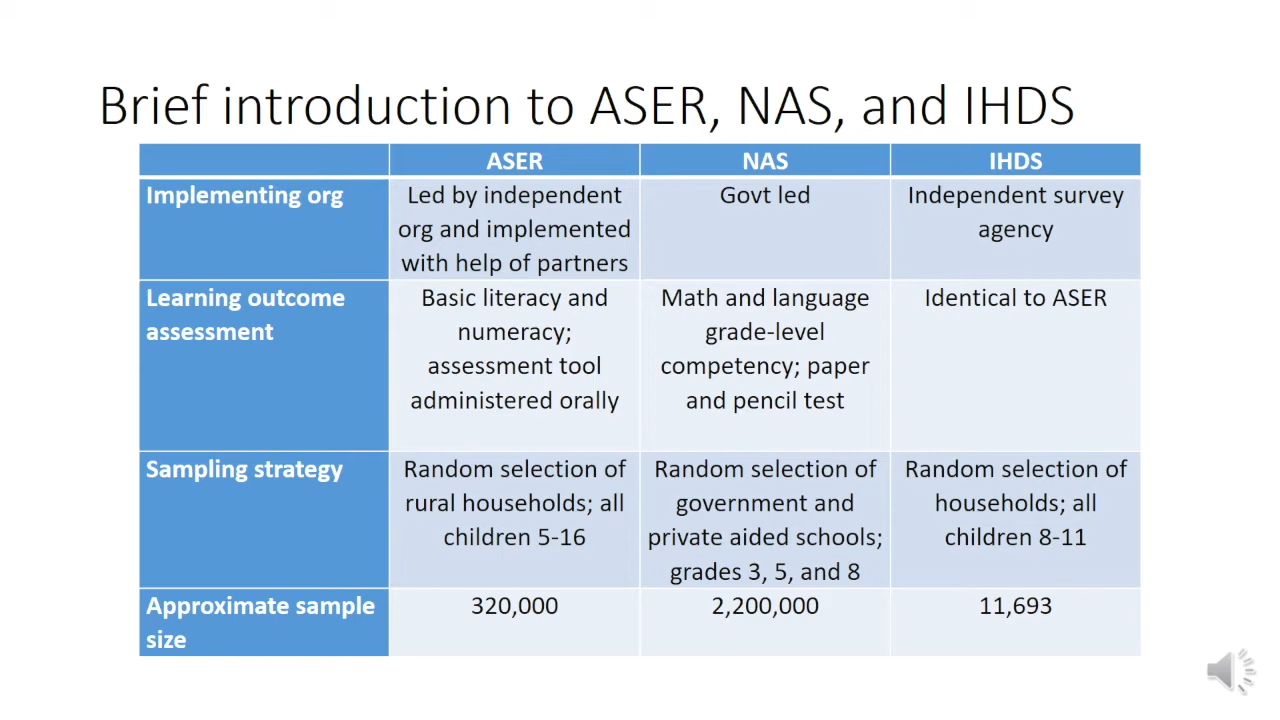 Brief introduction to ASER, NAS, and IHDS
ASER
NAS
IHDS
Implementing org
Led by independent
org and implemented
with help of partners
Govt led
Independent survey
agency
Learning outcome
assessment
Basic literacy and
numeracy;
assessment tool
administered orally
Math and language
grade-level
competency; paper
and pencil test
Identical to ASER
Sampling strategy
Random selection of
rural households; all
children 5-16
Random selection of
government and
private aided schools;
grades 3, 5, and 8
Random selection of
households; all
children 8-11
Approximate sample
size
320,000
2,200,000
11,693